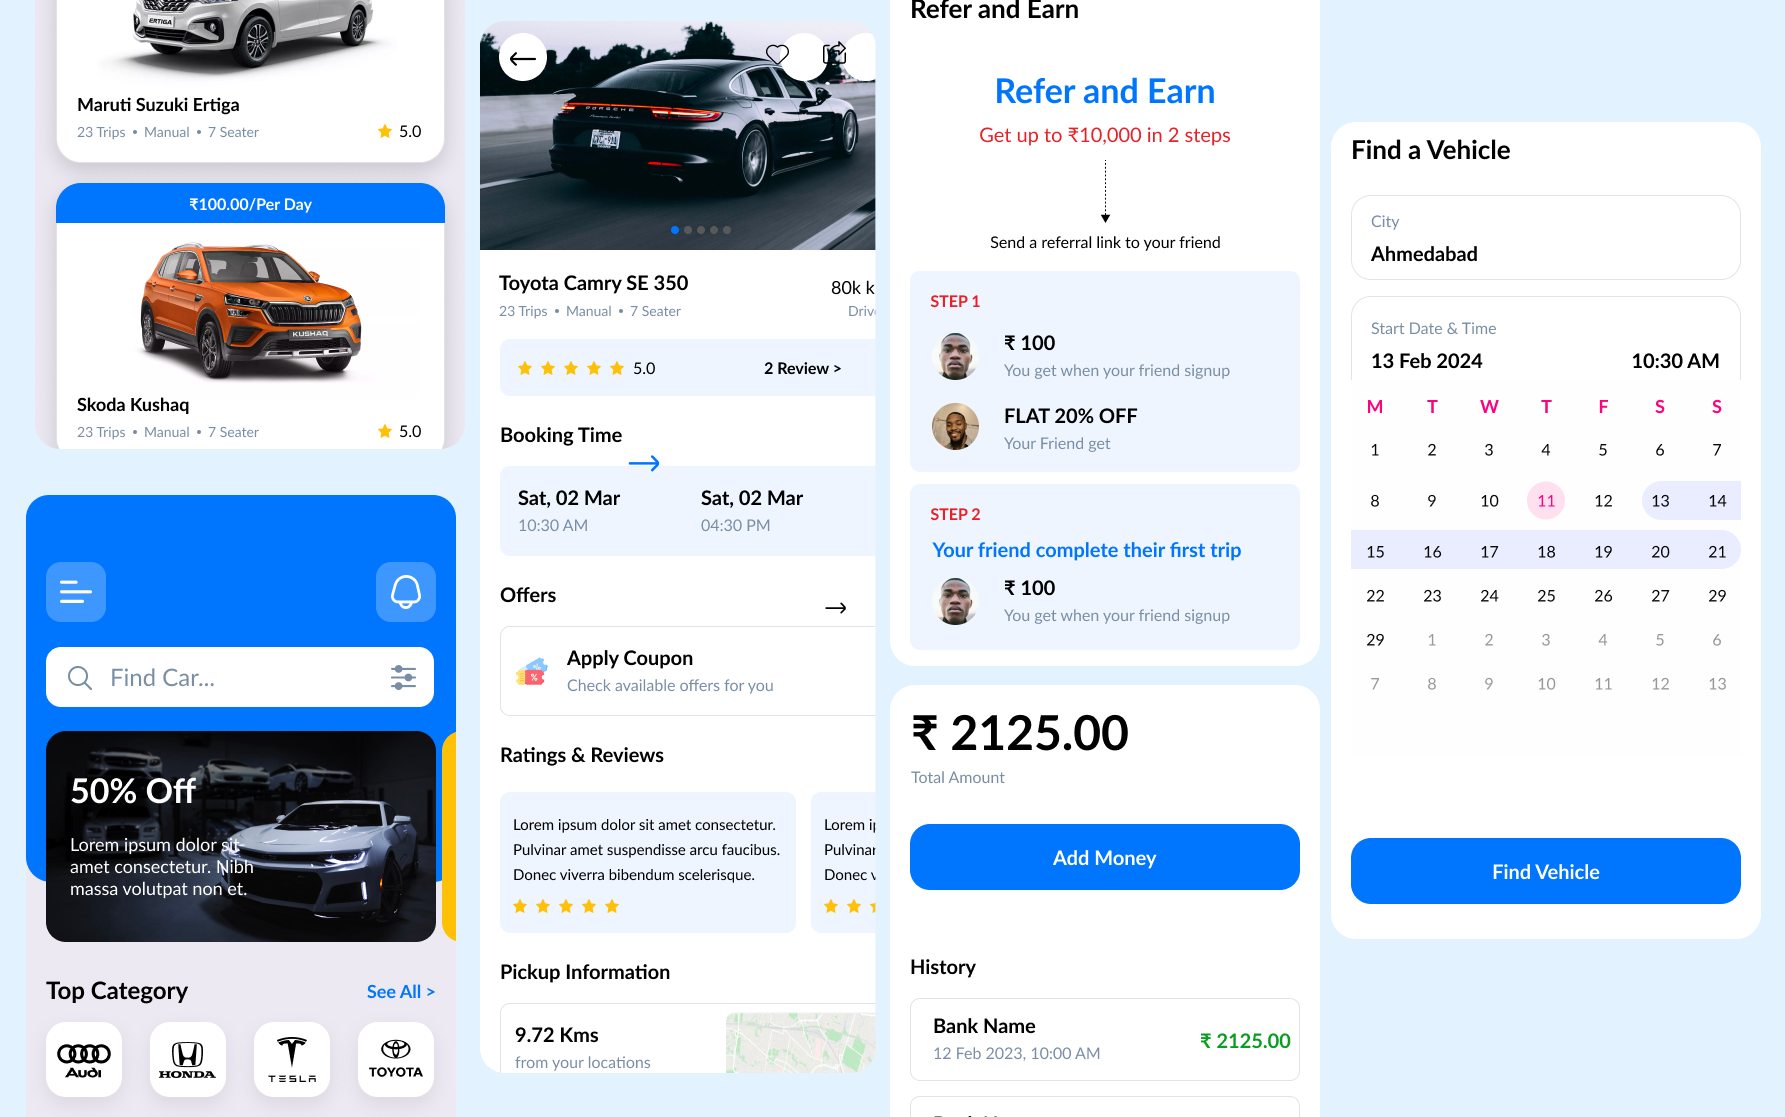 ERTIGA
Maruti Suzuki Ertiga
23 Trips • Manual • 7 Seater
5.0
₹100.00/Per Day
KUSHAQ
Skoda Kushaq
23 Trips • Manual • 7 Seater
5.0
Find Car...
50% Off
Lorem ipsum dolor sit
amet consectetur. Nibh
massa volutpat non et.
Top Category
See All >
Audi
HONDA
TESLA
TOYOTA
PORSCHE
Toyota Camry SE 350
80k k
23 Trips • Manual • 7 Seater
Driv
5.0
2 Review >
Booking Time
Sat, 02 Mar
Sat, 02 Mar
10:30 AM
04:30 PM
Offers
Apply Coupon
Check available offers for you
Ratings & Reviews
Lorem ipsum dolor sit amet consectetur.
Pulvinar amet suspendisse arcu faucibus.
Donec viverra bibendum scelerisque.
Lorem ip
Pulvinar
Donec v
Pickup Information
9.72 Kms
from your locations
Refer and Earn
Refer and Earn
Get up to ₹10,000 in 2 steps
Send a referral link to your friend
STEP 1
₹ 100
You get when your friend signup
FLAT 20% OFF
Your Friend get
STEP 2
Your friend complete their first trip
₹ 100
You get when your friend signup
₹ 2125.00
Total Amount
Add Money
History
Bank Name
12 Feb 2023, 10:00 AM
₹ 2125.00
Find a Vehicle
City
Ahmedabad
Start Date & Time
13 Feb 2024
10:30 AM
M T W T F S S
1 2 3 4 5 6 7
8 9 10 11 12 13 14
15 16 17 18 19 20 21
22 23 24 25 26 27 29
29 1 2 3 4 5 6
7 8 9 10 11 12 13
Find Vehicle